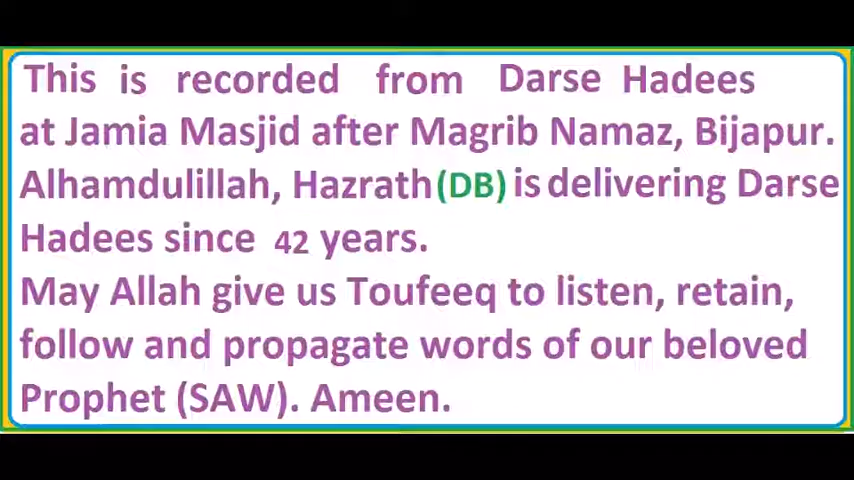 This is recorded from Darse Hadees
at Jamia Masjid after Magrib Namaz, Bijapur.
Alhamdulillah, Hazrath(DB) is delivering Darse
Hadees since 42 years.
May Allah give us Toufeeq to listen, retain,
follow and propagate words of our beloved
Prophet (SAW). Ameen.